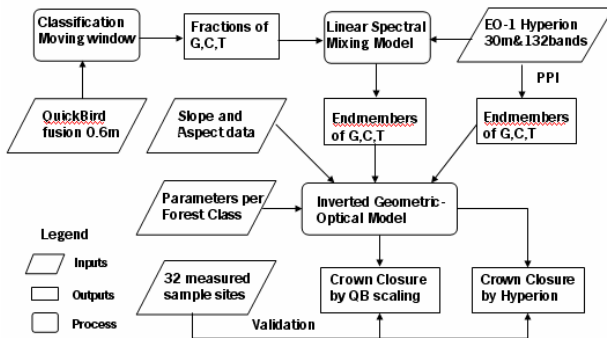 Classification
Moving window
Fractions of
G,C,T
Linear Spectral
Mixing Model
EO-1 Hyperion
30m&132bands
PPI
QuickBird
fusion 0.6m
Slope and
Aspect data
Endmembers
of G,C,T
Endmembers
of G,C,T
Parameters per
Forest Class
Inverted Geometric-
Optical Model
Legend
Inputs
Outputs
Process
32 measured
sample sites
Crown Closure
by QB scaling
Crown Closure
by Hyperion
Validation